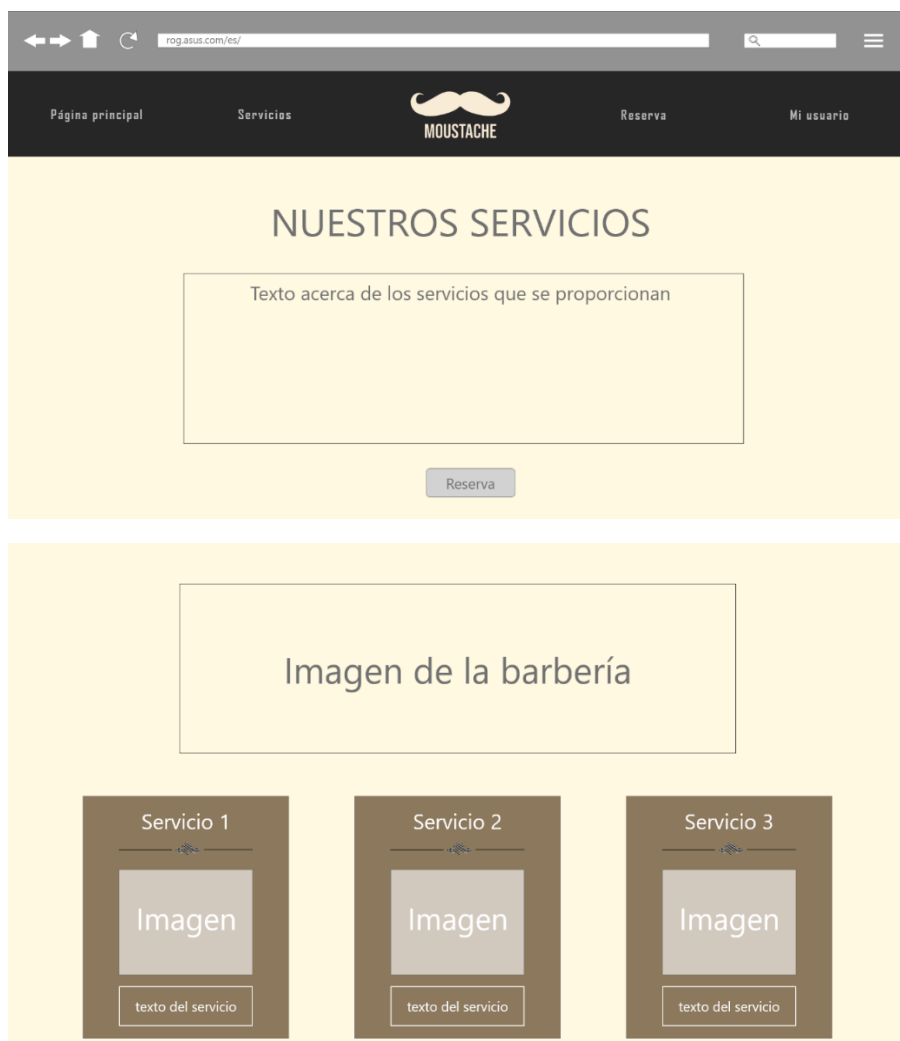 rog.asus.com/es/
Página principal
Servicios
MOUSTACHE
Reserva
Mi usuario
NUESTROS SERVICIOS
Texto acerca de los servicios que se proporcionan
Reserva
Imagen de la barbería
Servicio 1
Servicio 2
Servicio 3
Imagen
Imagen
Imagen
texto del servicio
texto del servicio
texto del servicio